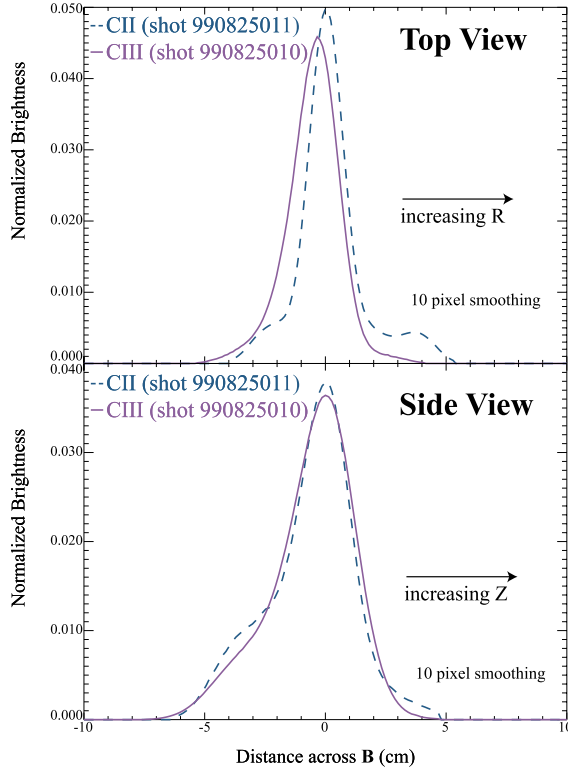 0.050
CII (shot 990825011)
CIII (shot 990825010)
Top View
0.040
Normalized Brightness
0.030
0.020
increasing R
0.010
10 pixel smoothing
0.000
0.040
CII (shot 990825011)
CIII (shot 990825010)
Side View
0.030
Normalized Brightness
0.020
increasing Z
0.010
10 pixel smoothing
0.000
-10 -5 0 5 10
Distance across B (cm)